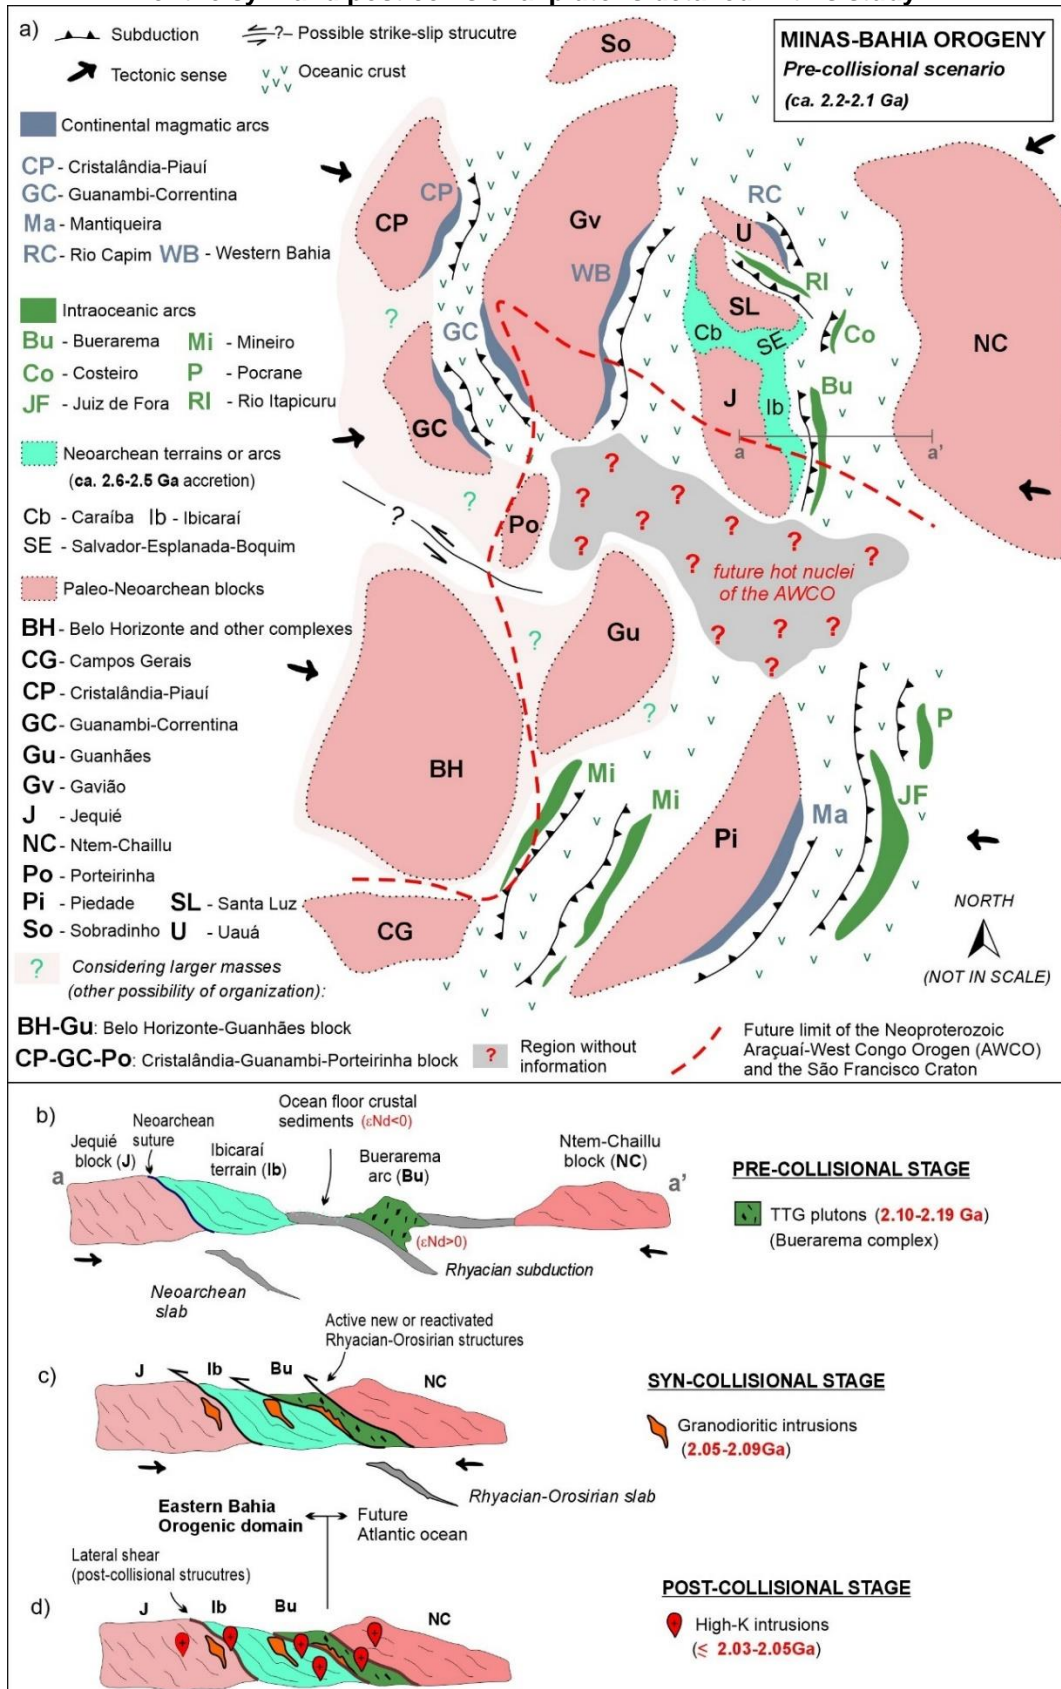 a)
Subduction
?– Possible strike-slip strucutre
Tectonic sense
Oceanic crust
MINAS-BAHIA OROGENY
Pre-collisional scenario
(ca. 2.2-2.1 Ga)
Continental magmatic arcs
CP - Cristalândia-Piauí
GC - Guanambi-Correntina
Ma - Mantiqueira
RC - Rio Capim WB - Western Bahia
Intraoceanic arcs
Bu - Buerarema Mi - Mineiro
Co - Costeiro P - Pocrane
JF - Juiz de Fora RI - Rio Itapicuru
Neoarchean terrains or arcs
(ca. 2.6-2.5 Ga accretion)
Cb - Caraíba Ib - Ibicaraí
SE - Salvador-Esplanada-Boquim
Paleo-Neoarchean blocks
BH - Belo Horizonte and other complexes
CG - Campos Gerais
CP - Cristalândia-Piauí
GC - Guanambi-Correntina
Gu - Guanhães
Gv - Gavião
J - Jequié
NC - Ntem-Chaillu
Po - Porteirinha
Pi - Piedade SL - Santa Luz
So - Sobradinho U - Uauá
? Considering larger masses
(other possibility of organization):
BH-Gu: Belo Horizonte-Guanhães block
CP-GC-Po: Cristalândia-Guanambi-Porteirinha block
? Region without
information
Future limit of the Neoproterozoic
Araçuaí-West Congo Orogen (AWCO)
and the São Francisco Craton
So
CP
CP
Gv
WB
RC
U
RI
SL
Cb
SE
Co
NC
?
GC
GC
J
Ib
Bu
a
a'
?
?
Po
? ? ? ? ? ? ? ? ? ? ? ? ? ? ?
future hot nuclei
of the AWCO
Gu
?
?
BH
Mi
Mi
Pi
Ma
P
JF
CG
NORTH
(NOT IN SCALE)
b)
Jequié
block (J)
Neoarchean
suture
Ibicaraí
terrain (Ib)
Ocean floor crustal
sediments (εNd<0)
Buerarema
arc (Bu)
Ntem-Chaillu
block (NC)
a
a'
(εNd>0)
Rhyacian subduction
Neoarchean
slab
PRE-COLLISIONAL STAGE
TTG plutons (2.10-2.19 Ga)
(Buerarema complex)
Active new or reactivated
Rhyacian-Orosirian structures
c)
J Ib Bu NC
SYN-COLLISIONAL STAGE
Granodioritic intrusions
(2.05-2.09Ga)
Rhyacian-Orosirian slab
Eastern Bahia
Orogenic domain
Future
Atlantic ocean
Lateral shear
(post-collisional strucutres)
d)
J Ib Bu NC
POST-COLLISIONAL STAGE
High-K intrusions
(≤ 2.03-2.05Ga)